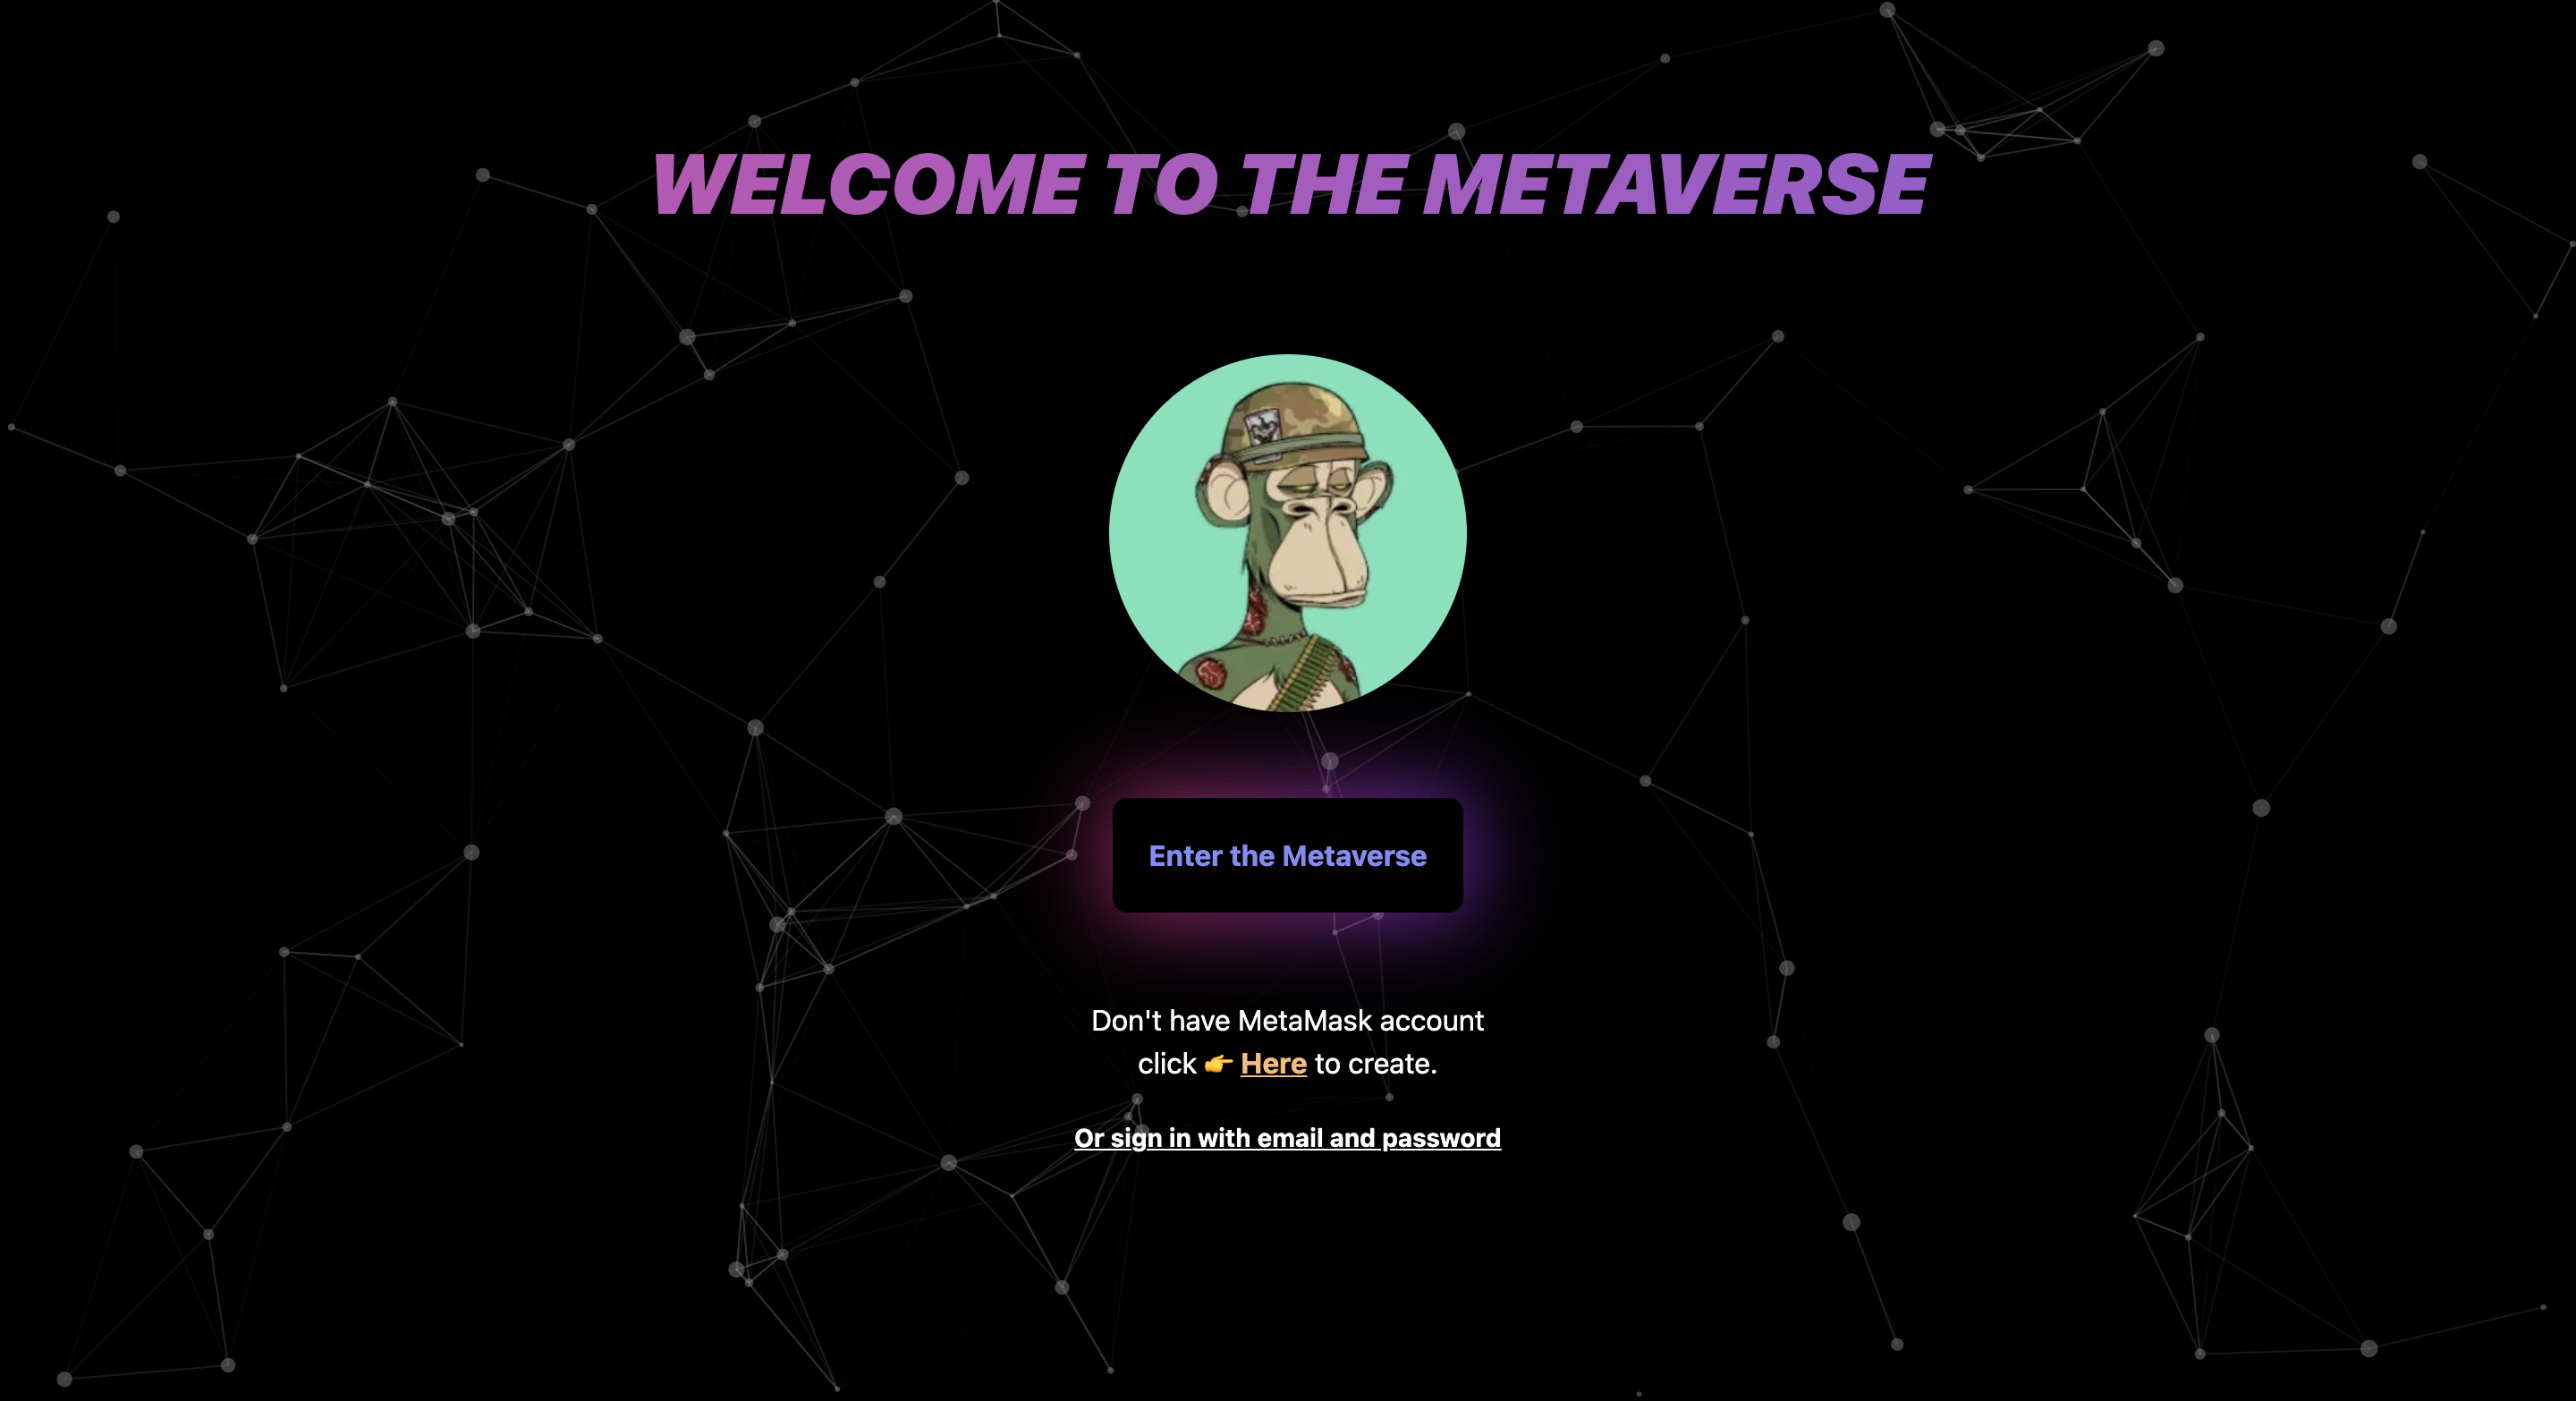 WELCOME TO THE METAVERSE
Enter the Metaverse
Don't have MetaMask account
click 👉 Here to create.
Or sign in with email and password